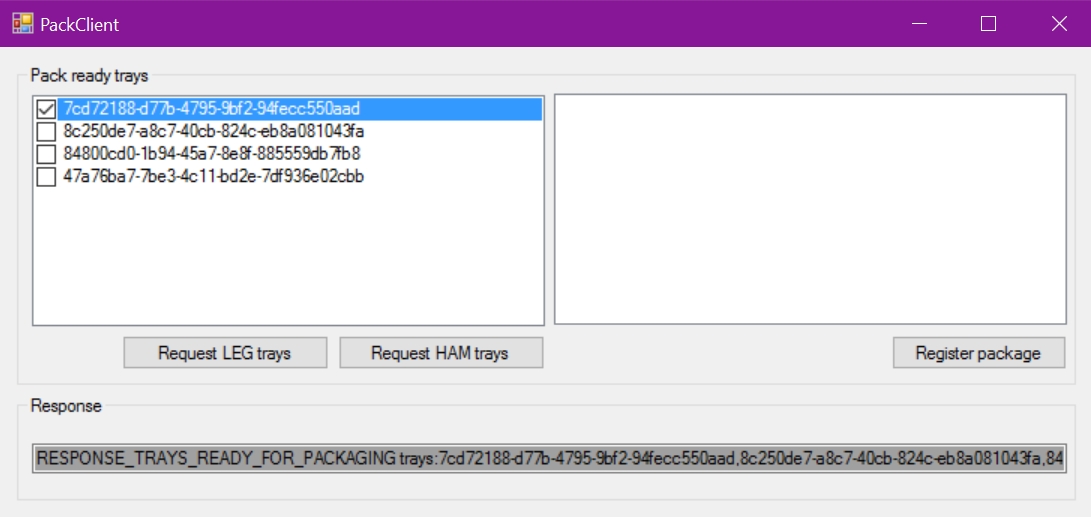 PackClient
Pack ready trays
7cd72188-d77b-4795-9bf2-94fecc550aad
8c250de7-a8c7-40cb-824c-eb8a081043fa
84800cd0-1b94-45a7-8e8f-885559db7fb8
47a76ba7-7be3-4c11-bd2e-7df936e02cbb
Request LEG trays
Request HAM trays
Register package
Response
RESPONSE_TRAYS_READY_FOR_PACKAGING trays:7cd72188-d77b-4795-9bf2-94fecc550aad,8c250de7-a8c7-40cb-824c-eb8a081043fa,84